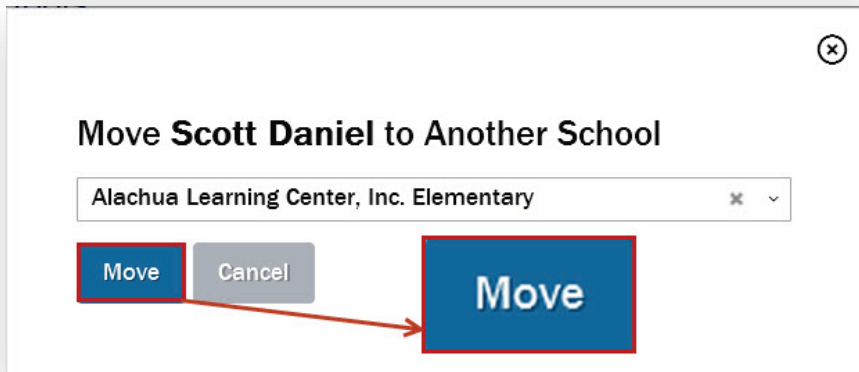 Move Scott Daniel to Another School
Alachua Learning Center, Inc. Elementary
Move Cancel
Move